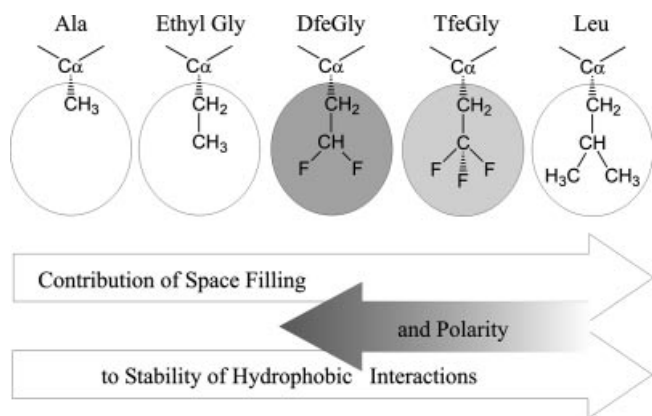 Ala Ethyl Gly DfeGly TfeGly Leu
Cα Cα Cα Cα Cα
CH₃ CH₂ CH₂ CH₂ CH₂
CH₃ CH C CH
F F F F F H₃C CH₃
Contribution of Space Filling
and Polarity
to Stability of Hydrophobic Interactions